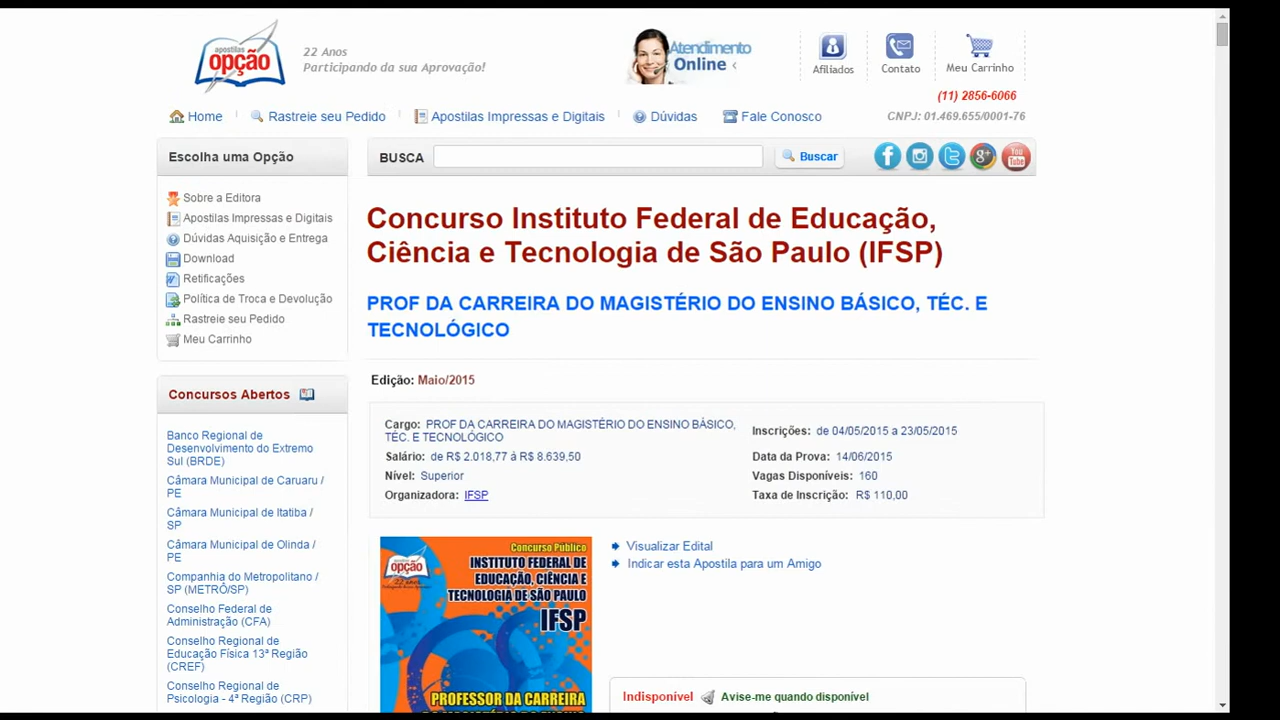 apostilas
opção
22 Anos
Participando da sua Aprovação!
Atendimento
Online
Afiliados
Contato
Meu Carrinho
(11) 2856-6066
Home
Rastreie seu Pedido
Apostilas Impressas e Digitais
Dúvidas
Fale Conosco
CNPJ: 01.469.655/0001-76
Escolha uma Opção
Sobre a Editora
Apostilas Impressas e Digitais
Dúvidas Aquisição e Entrega
Download
Retificações
Política de Troca e Devolução
Rastreie seu Pedido
Meu Carrinho
Concursos Abertos
Banco Regional de
Desenvolvimento do Extremo
Sul (BRDE)
Câmara Municipal de Caruaru /
PE
Câmara Municipal de Itatiba /
SP
Câmara Municipal de Olinda /
PE
Companhia do Metropolitano /
SP (METRÔ/SP)
Conselho Federal de
Administração (CFA)
Conselho Regional de
Educação Física 13ª Região
(CREF)
Conselho Regional de
Psicologia - 4ª Região (CRP)
BUSCA
Buscar
You
Tube
Concurso Instituto Federal de Educação,
Ciência e Tecnologia de São Paulo (IFSP)
PROF DA CARREIRA DO MAGISTÉRIO DO ENSINO BÁSICO, TÉC. E
TECNOLÓGICO
Edição: Maio/2015
Cargo: PROF DA CARREIRA DO MAGISTÉRIO DO ENSINO BÁSICO,
TÉC. E TECNOLÓGICO
Salário: de R$ 2.018,77 à R$ 8.639,50
Nível: Superior
Organizadora: IFSP
Inscrições: de 04/05/2015 a 23/05/2015
Data da Prova: 14/06/2015
Vagas Disponíveis: 160
Taxa de Inscrição: R$ 110,00
Concurso Público
apostilas
opção
22 anos
INSTITUTO FEDERAL DE
EDUCAÇÃO, CIÊNCIA E
TECNOLOGIA DE SÃO PAULO
IFSP
PROFESSOR DA CARREIRA
DO MAGISTÉRIO DO ENSINO
Visualizar Edital
Indicar esta Apostila para um Amigo
Indisponível
Avise-me quando disponível